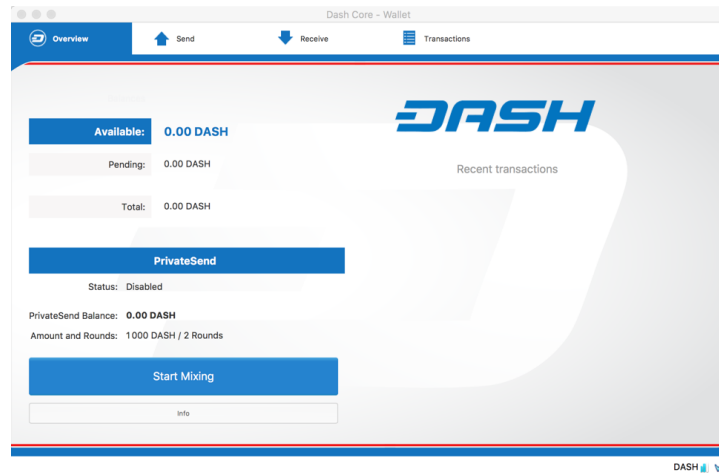 Dash Core - Wallet
Overview Send Receive Transactions
DASH
Available: 0.00 DASH
Pending: 0.00 DASH
Recent transactions
Total: 0.00 DASH
PrivateSend
Status: Disabled
PrivateSend Balance: 0.00 DASH
Amount and Rounds: 1000 DASH / 2 Rounds
Start Mixing
Info
DASH